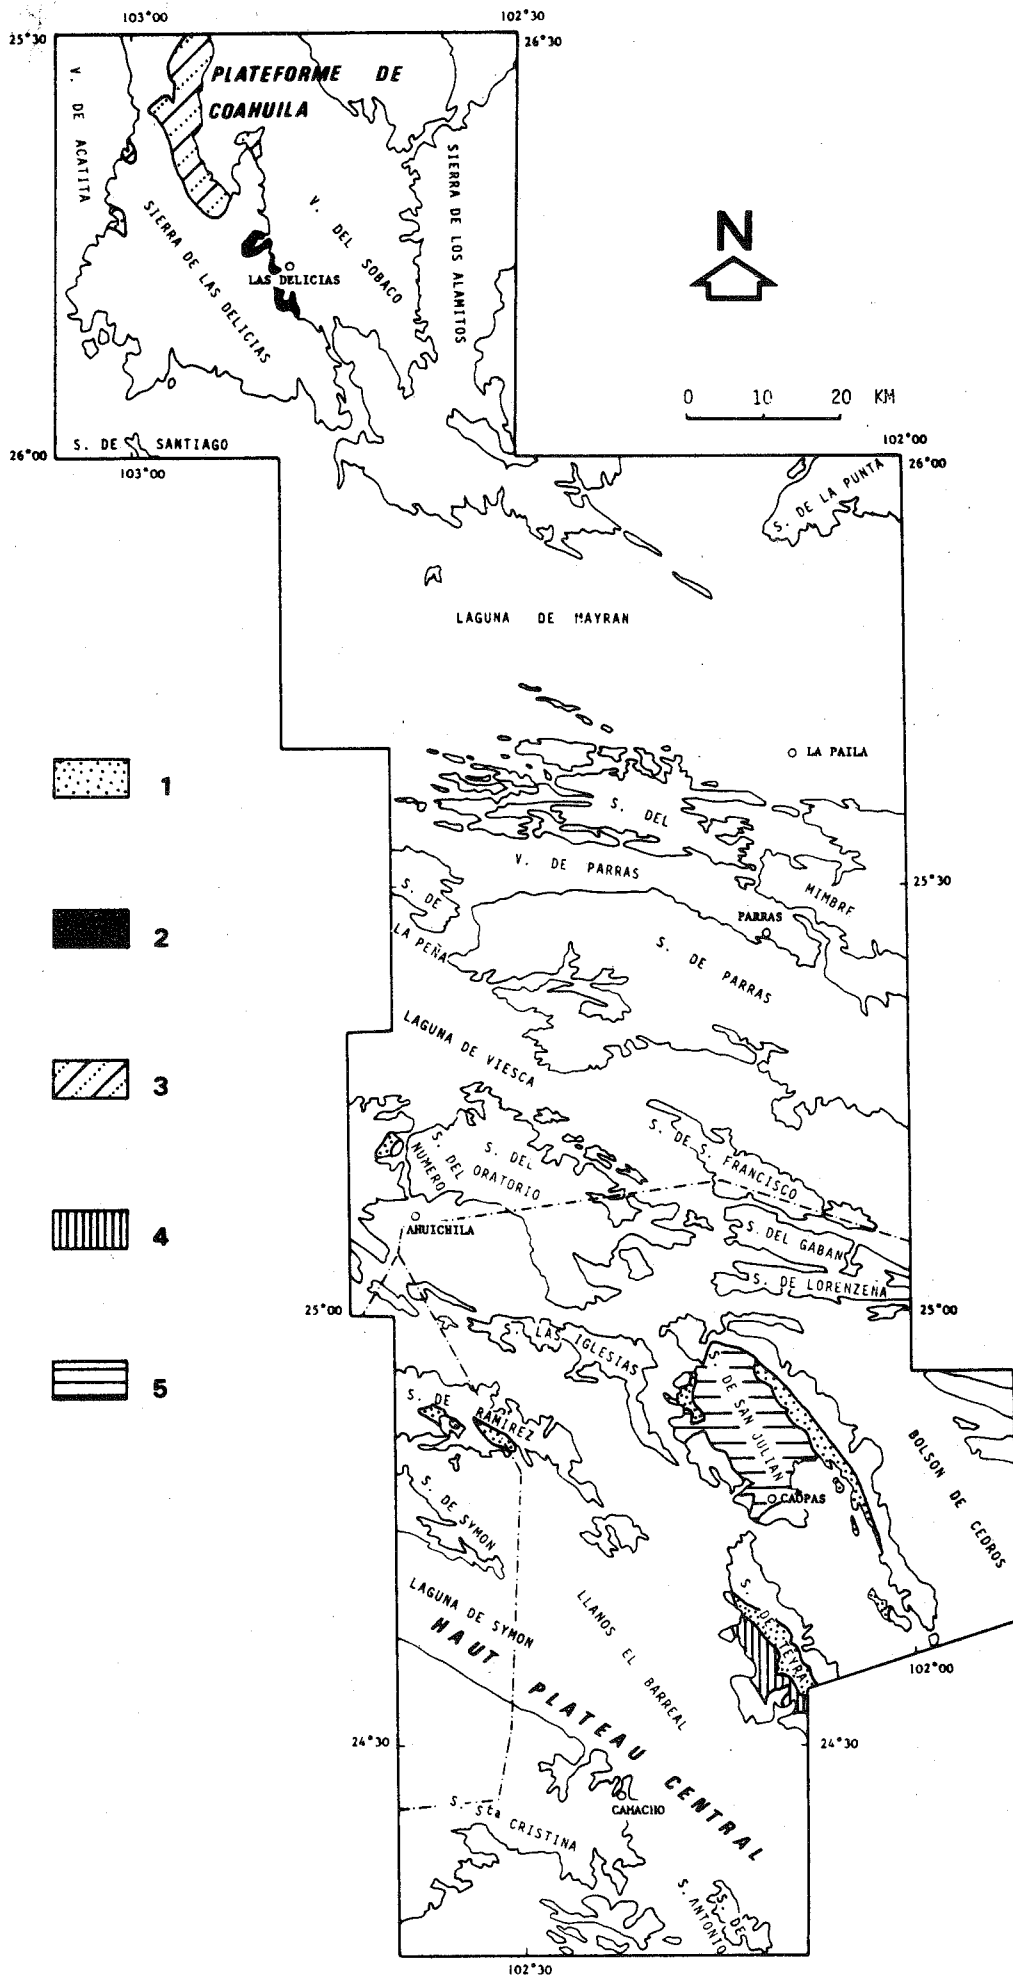 103°00
102°30
25°30
26°30
PLATEFORME DE
COAHUILA
V. DE ACATITA
SIERRA DE LAS DELICIAS
V. DEL SOBACO
SIERRA DE LOS ALAMITOS
LAS DELICIAS
N
0 10 20 KM
S. DE SANTIAGO
26°00
103°00
102°00
26°00
S. DE LA PUNTA
LAGUNA DE MAYRAN
LA PAILA
1
S. DEL
MIMBRE
V. DE PARRAS
25°30
S. DE
LA PEÑA
PARRAS
S. DE PARRAS
2
LAGUNA DE VIESCA
3
S. DEL
NUMERO
S. DEL
ORATORIO
S. DE S. FRANCISCO
4
AHUICHILA
S. DEL GABAN
S. DE LORENZEÑA
25°00
25°00
S. LAS IGLESIAS
5
S. DE
RAMIREZ
S. DE SAN JULIAN
BOLSON DE CEDROS
S. DE SYMON
CAOPAS
LAGUNA DE SYMON
LLANOS EL BARREAL
S. DE TEYRA
102°00
HAUT PLATEAU CENTRAL
24°30
24°30
CAMACHO
S. Sta CRISTINA
S. DE
S. ANTONIO
102°30